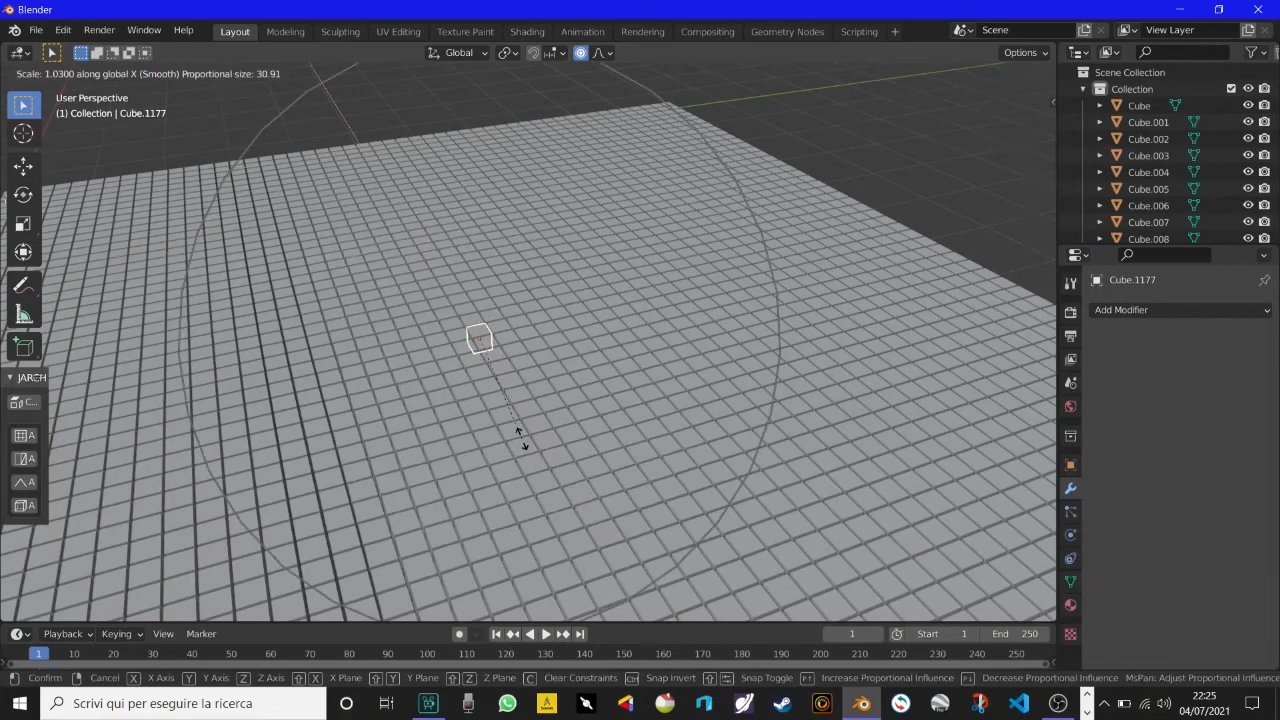 Blender
File Edit Render Window Help Layout Modeling Sculpting UV Editing Texture Paint Shading Animation Rendering Compositing Geometry Nodes Scripting + Scene View Layer
Global Options
Scale: 1.0300 along global X (Smooth) Proportional size: 30.91
User Perspective
(1) Collection | Cube.1177
Scene Collection
Collection
Cube
Cube.001
Cube.002
Cube.003
Cube.004
Cube.005
Cube.006
Cube.007
Cube.008
Cube.1177
Add Modifier
JARCH
C...
A
A
A
A
Playback Keying View Marker 1 Start 1 End 250
1 10 20 30 40 50 60 70 80 90 100 110 120 130 140 150 160 170 180 190 200 210 220 230 240 250
Confirm Cancel X X Axis Y Y Axis Z Z Axis X X Plane Y Y Plane Z Z Plane C Clear Constraints Snap Invert Snap Toggle Increase Proportional Influence Decrease Proportional Influence MsPan: Adjust Proportional Influence
Scrivi qui per eseguire la ricerca
22:25
04/07/2021